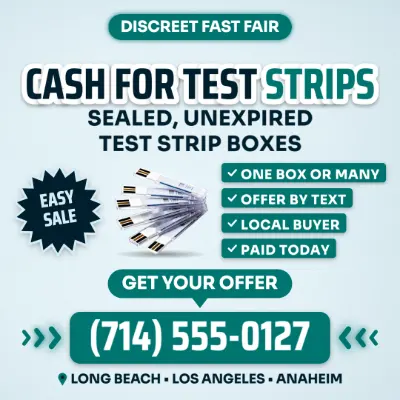 DISCREET FAST FAIR
CASH FOR TEST STRIPS
SEALED, UNEXPIRED
TEST STRIP BOXES
EASY
SALE
✓ ONE BOX OR MANY
✓ OFFER BY TEXT
✓ LOCAL BUYER
✓ PAID TODAY
GET YOUR OFFER
(714) 555-0127
LONG BEACH • LOS ANGELES • ANAHEIM